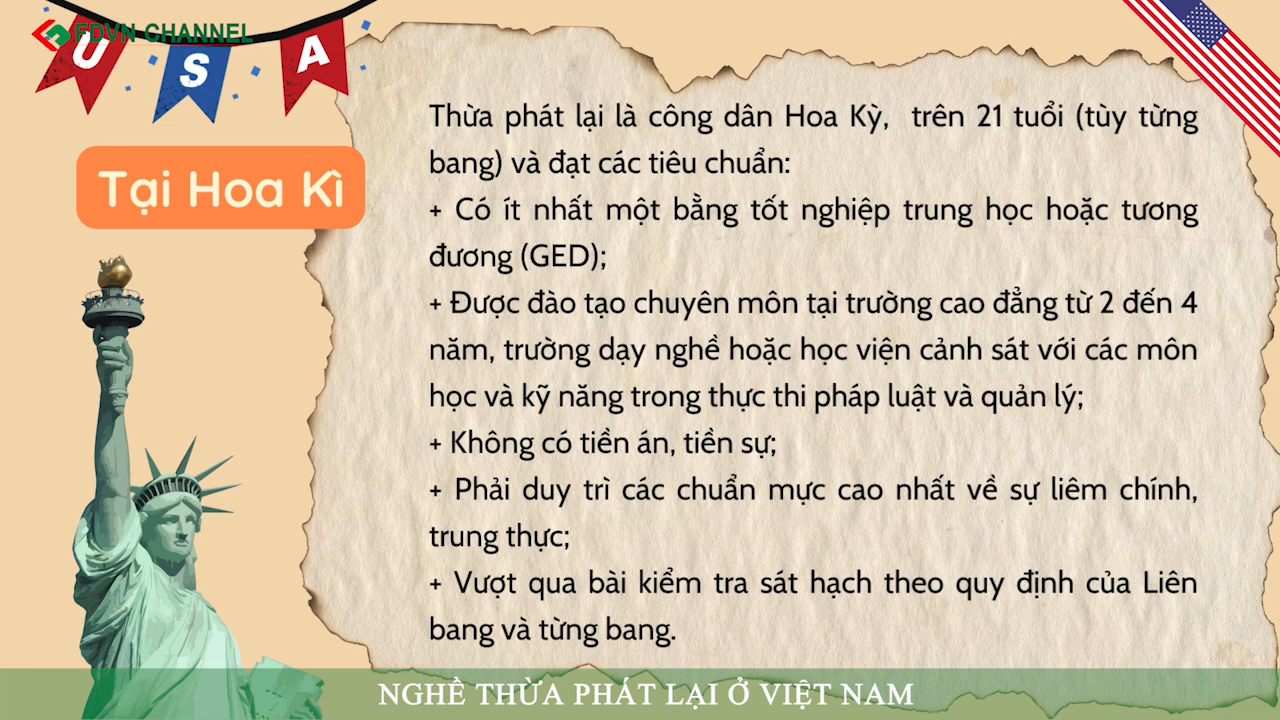 FDVN CHANNEL
USA
Tại Hoa Kì
Thừa phát lại là công dân Hoa Kỳ, trên 21 tuổi (tùy từng
bang) và đạt các tiêu chuẩn:
+ Có ít nhất một bằng tốt nghiệp trung học hoặc tương
đương (GED);
+ Được đào tạo chuyên môn tại trường cao đẳng từ 2 đến 4
năm, trường dạy nghề hoặc học viện cảnh sát với các môn
học và kỹ năng trong thực thi pháp luật và quản lý;
+ Không có tiền án, tiền sự;
+ Phải duy trì các chuẩn mực cao nhất về sự liêm chính,
trung thực;
+ Vượt qua bài kiểm tra sát hạch theo quy định của Liên
bang và từng bang.
NGHỀ THỪA PHÁT LẠI Ở VIỆT NAM